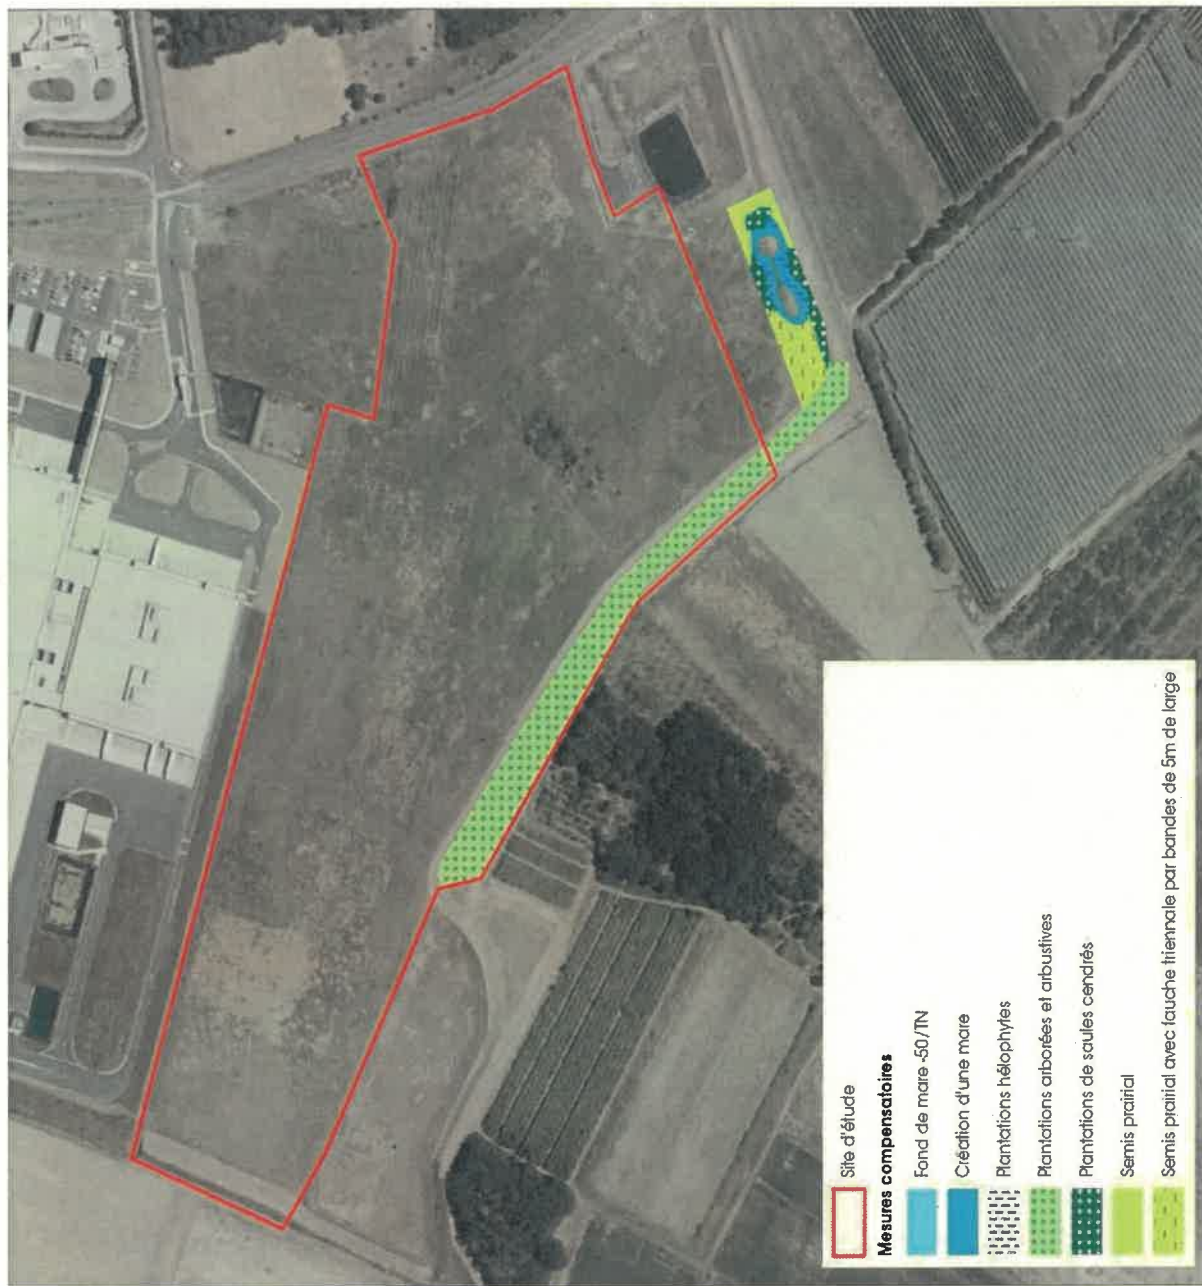 Site d'étude
Mesures compensatoires
Fond de mare -50/TN
Création d'une mare
Plantations hélophytes
Plantations arborées et arbustives
Plantations de saules cendrés
Semis prairial
Semis prairial avec fauche triennale par bandes de 5m de large